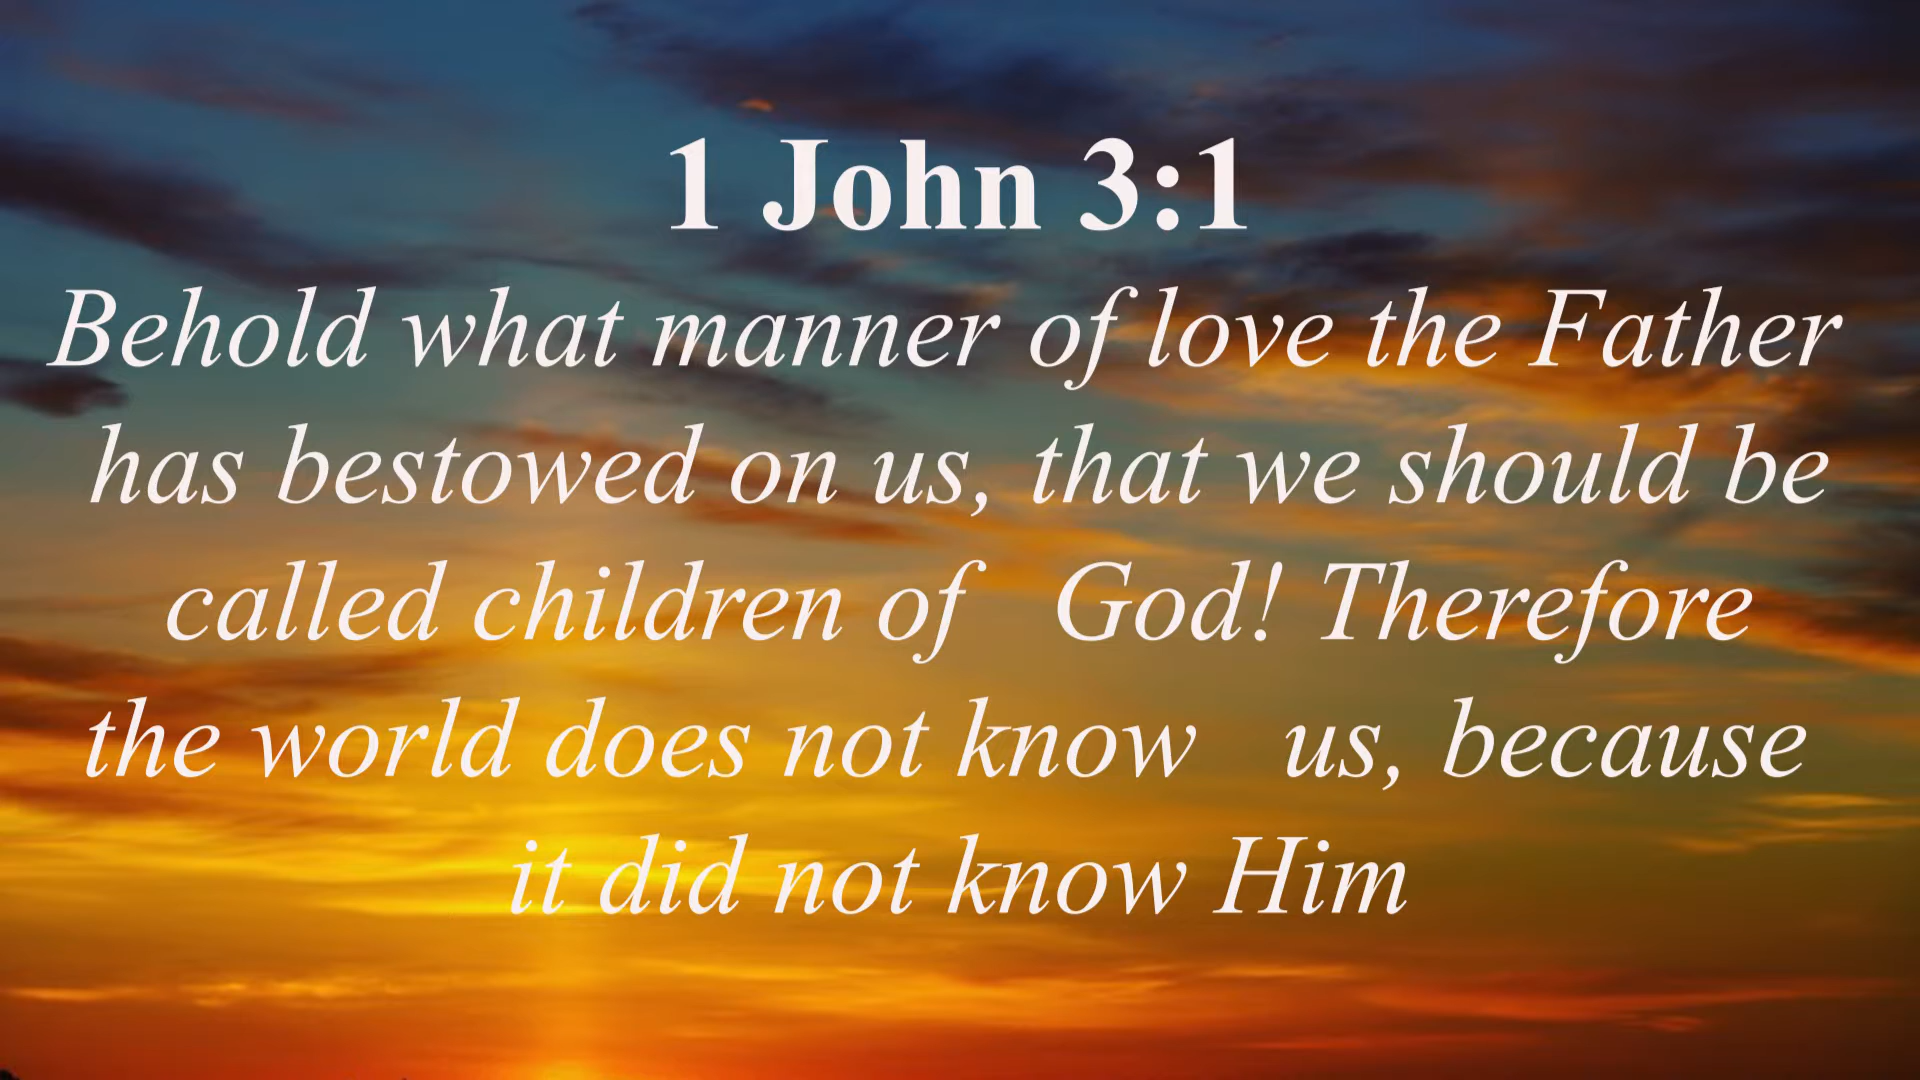 1 John 3:1
Behold what manner of love the Father
has bestowed on us, that we should be
called children of   God! Therefore
the world does not know   us, because
it did not know Him